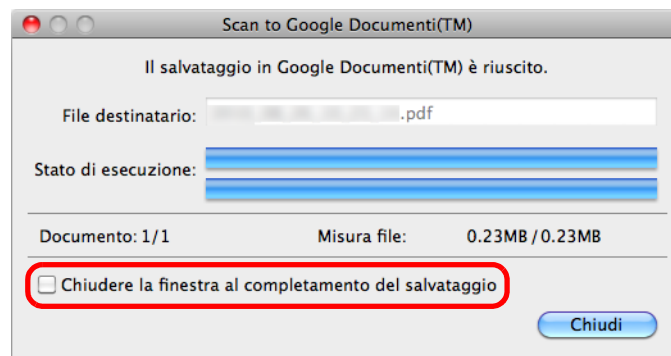 Scan to Google Documenti(TM)
Il salvataggio in Google Documenti(TM) è riuscito.
File destinatario: .pdf
Stato di esecuzione:
Documento: 1/1 Misura file: 0.23MB/0.23MB
Chiudere la finestra al completamento del salvataggio
Chiudi